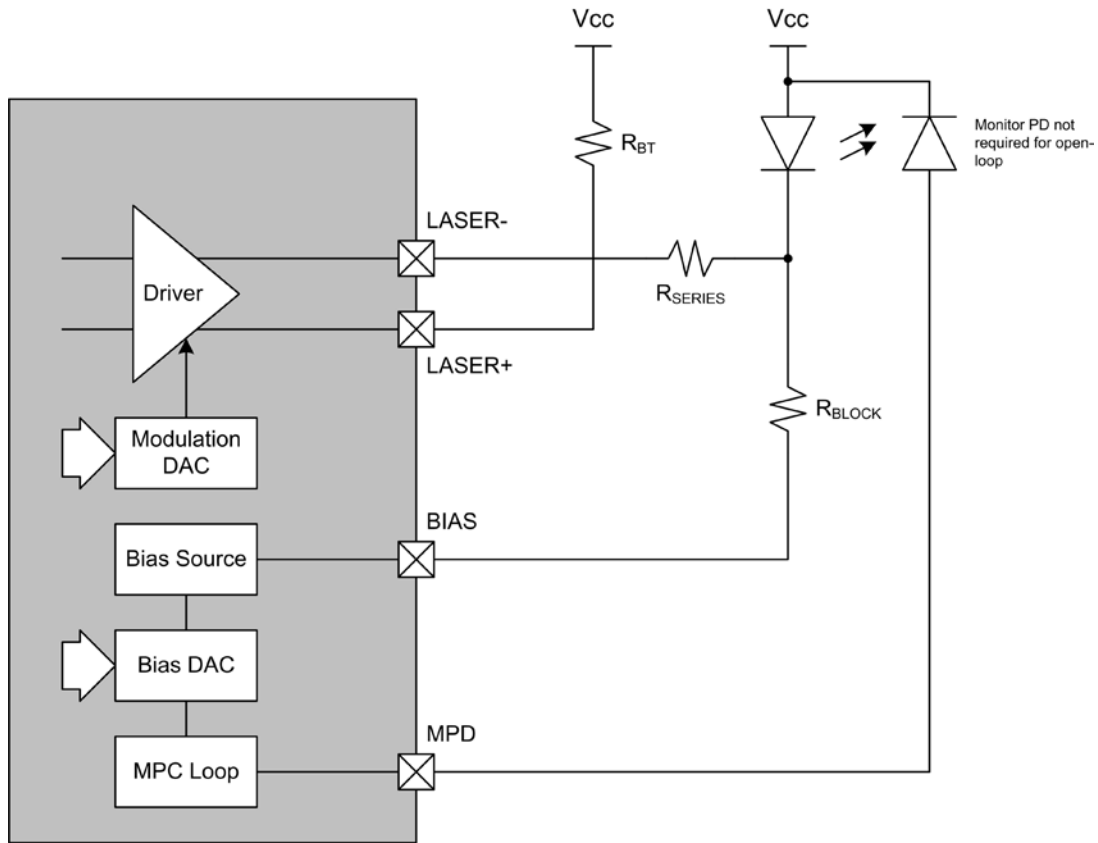 Vcc
Vcc
RBT
Monitor PD not
required for open-
loop
LASER-
Driver
RSERIES
LASER+
RBLOCK
Modulation
DAC
BIAS
Bias Source
Bias DAC
MPD
MPC Loop